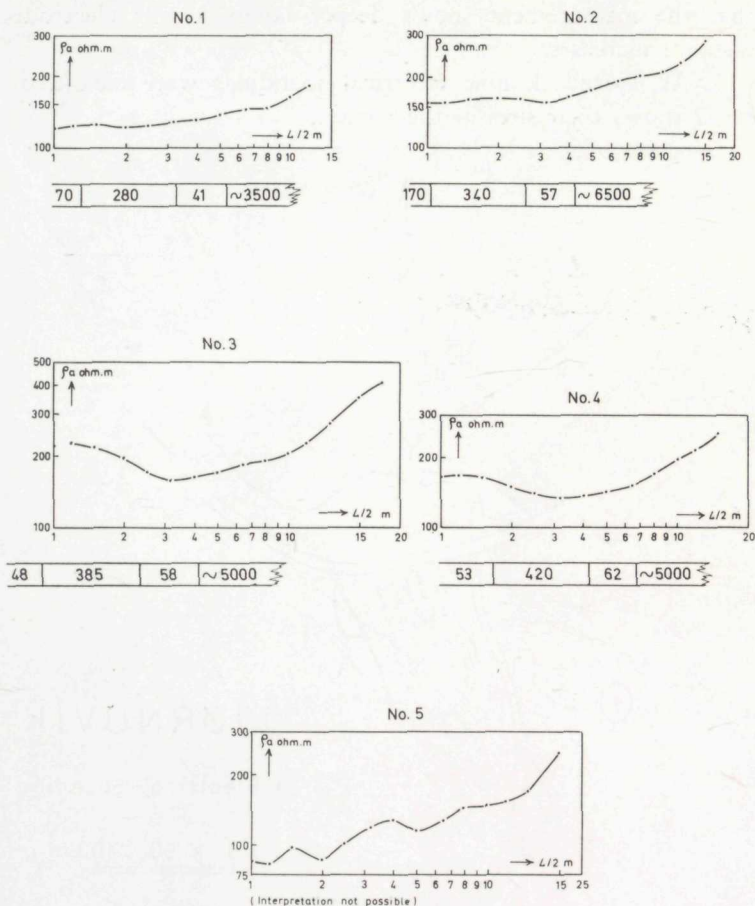 No.1
300
200
150
100
ρa ohm.m
L/2 m
1 2 3 4 5 6 7 8 9 10 15
70 280 41 ~3500
No.2
300
200
150
100
ρa ohm.m
L/2 m
1 2 3 4 5 6 7 8 9 10 15 20
170 340 57 ~6500
No.3
500
400
300
200
100
ρa ohm.m
L/2 m
1 2 3 4 5 6 7 8 9 10 15 20
48 385 58 ~5000
No.4
300
200
100
ρa ohm.m
L/2 m
1 2 3 4 5 6 7 8 9 10 20
53 420 62 ~5000
No.5
300
200
100
75
ρa ohm.m
L/2 m
1 2 3 4 5 6 7 8 9 10 15 25
(Interpretation not possible)